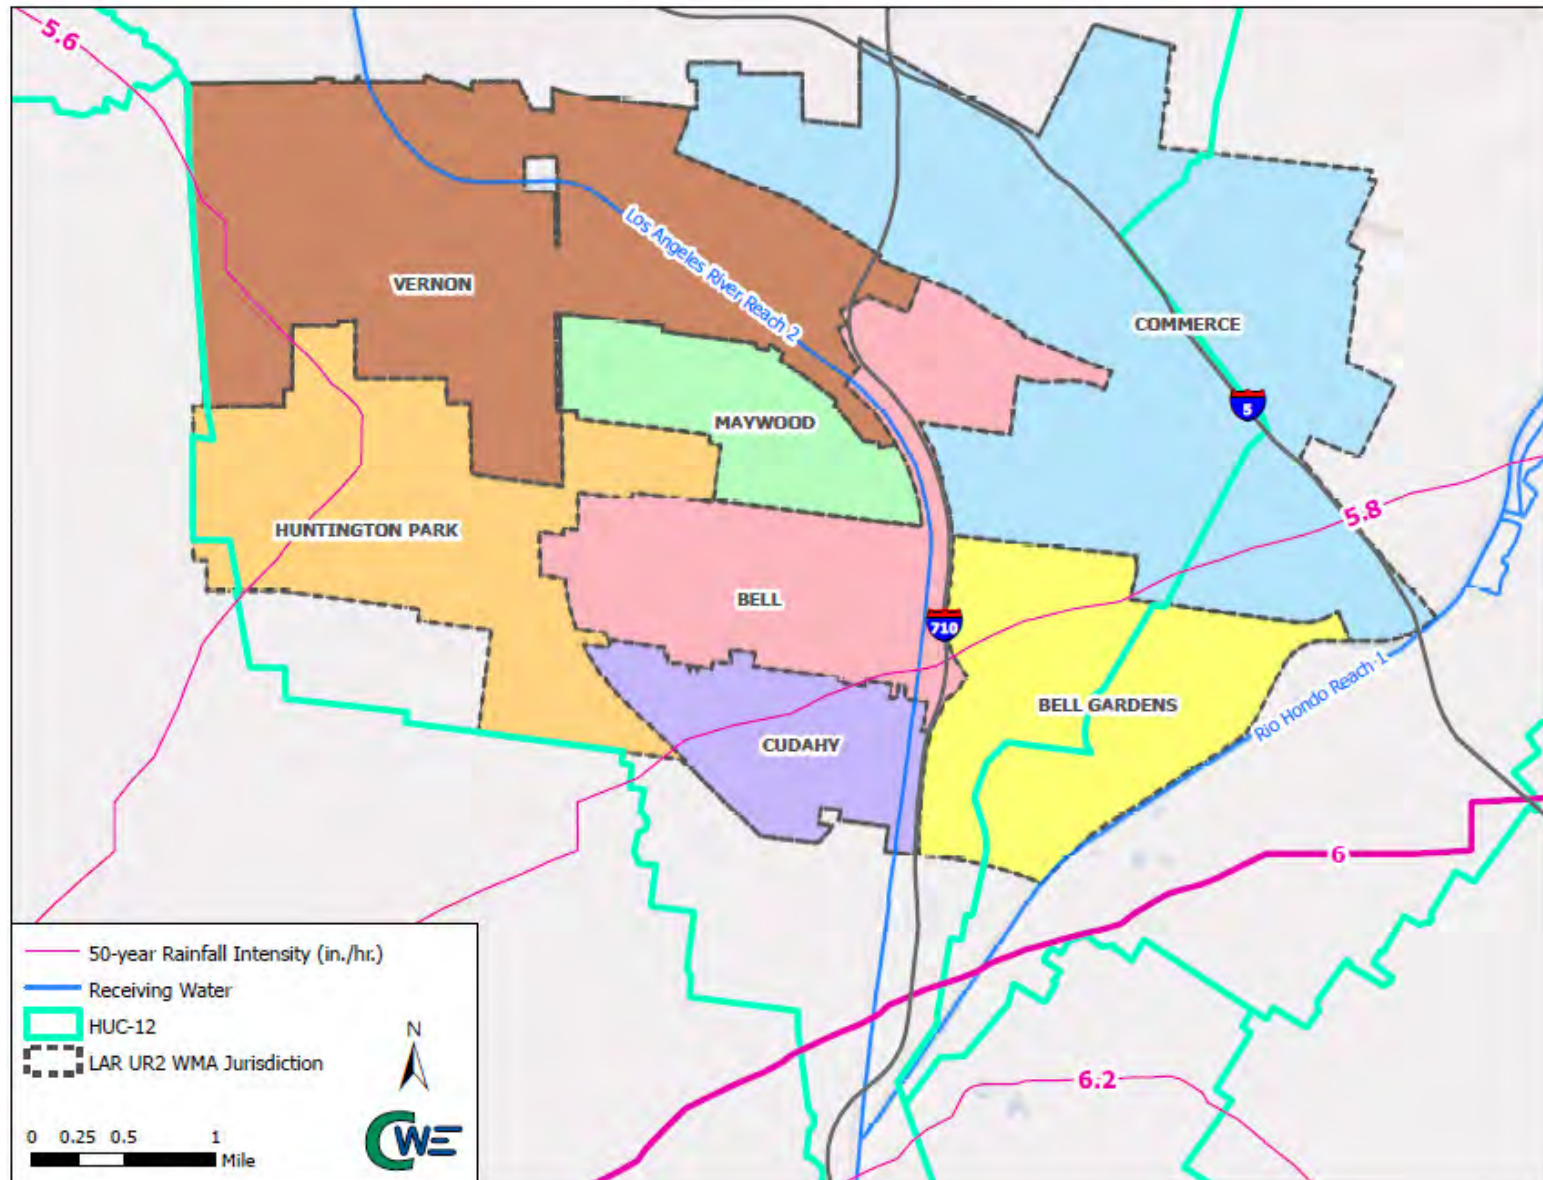 5.6
Los Angeles River Reach 2
VERNON
COMMERCE
5
MAYWOOD
5.8
HUNTINGTON PARK
BELL
710
Rio Hondo Reach 1
BELL GARDENS
CUDAHY
6
6.2
50-year Rainfall Intensity (in./hr.)
Receiving Water
HUC-12
LAR UR2 WMA Jurisdiction
N
0 0.25 0.5 1
Mile
CWE